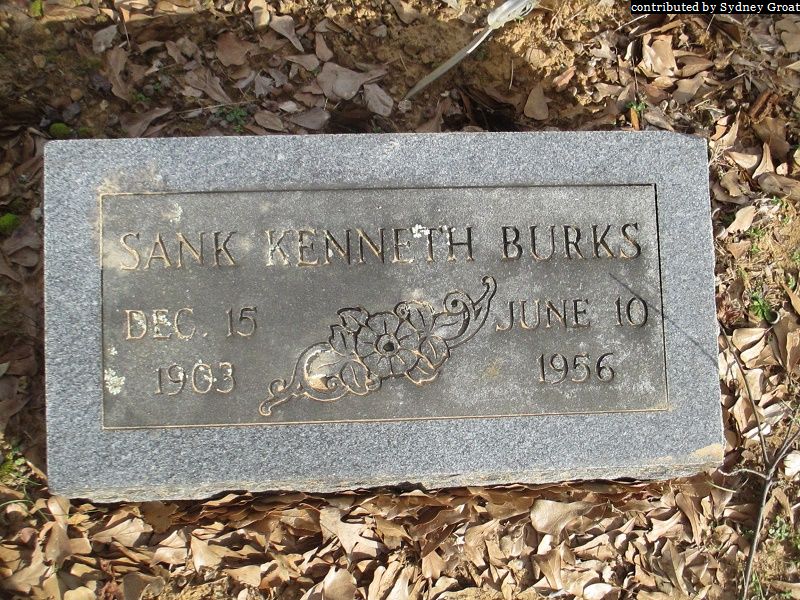 contributed by Sydney Groat
SANK KENNETH BURKS
DEC. 15
1903
JUNE 10
1956